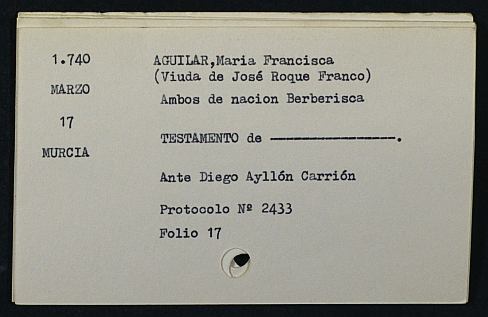 1.740
MARZO
17
MURCIA
AGUILAR,Maria Francisca
(Viuda de José Roque Franco)
Ambos de nacion Berberisca
TESTAMENTO de -----------------.
Ante Diego Ayllón Carrión
Protocolo Nº 2433
Folio 17